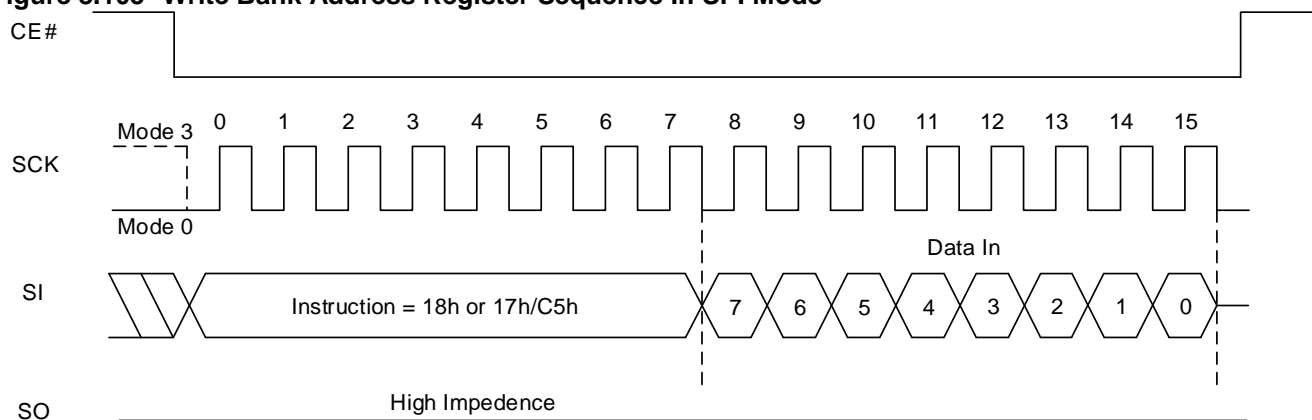 Figure 8.103 Write Bank Address Register Sequence In SPI Mode
CE#
Mode 3
0 1 2 3 4 5 6 7 8 9 10 11 12 13 14 15
SCK
Mode 0
Data In
SI
Instruction = 18h or 17h/C5h
7 6 5 4 3 2 1 0
High Impedence
SO